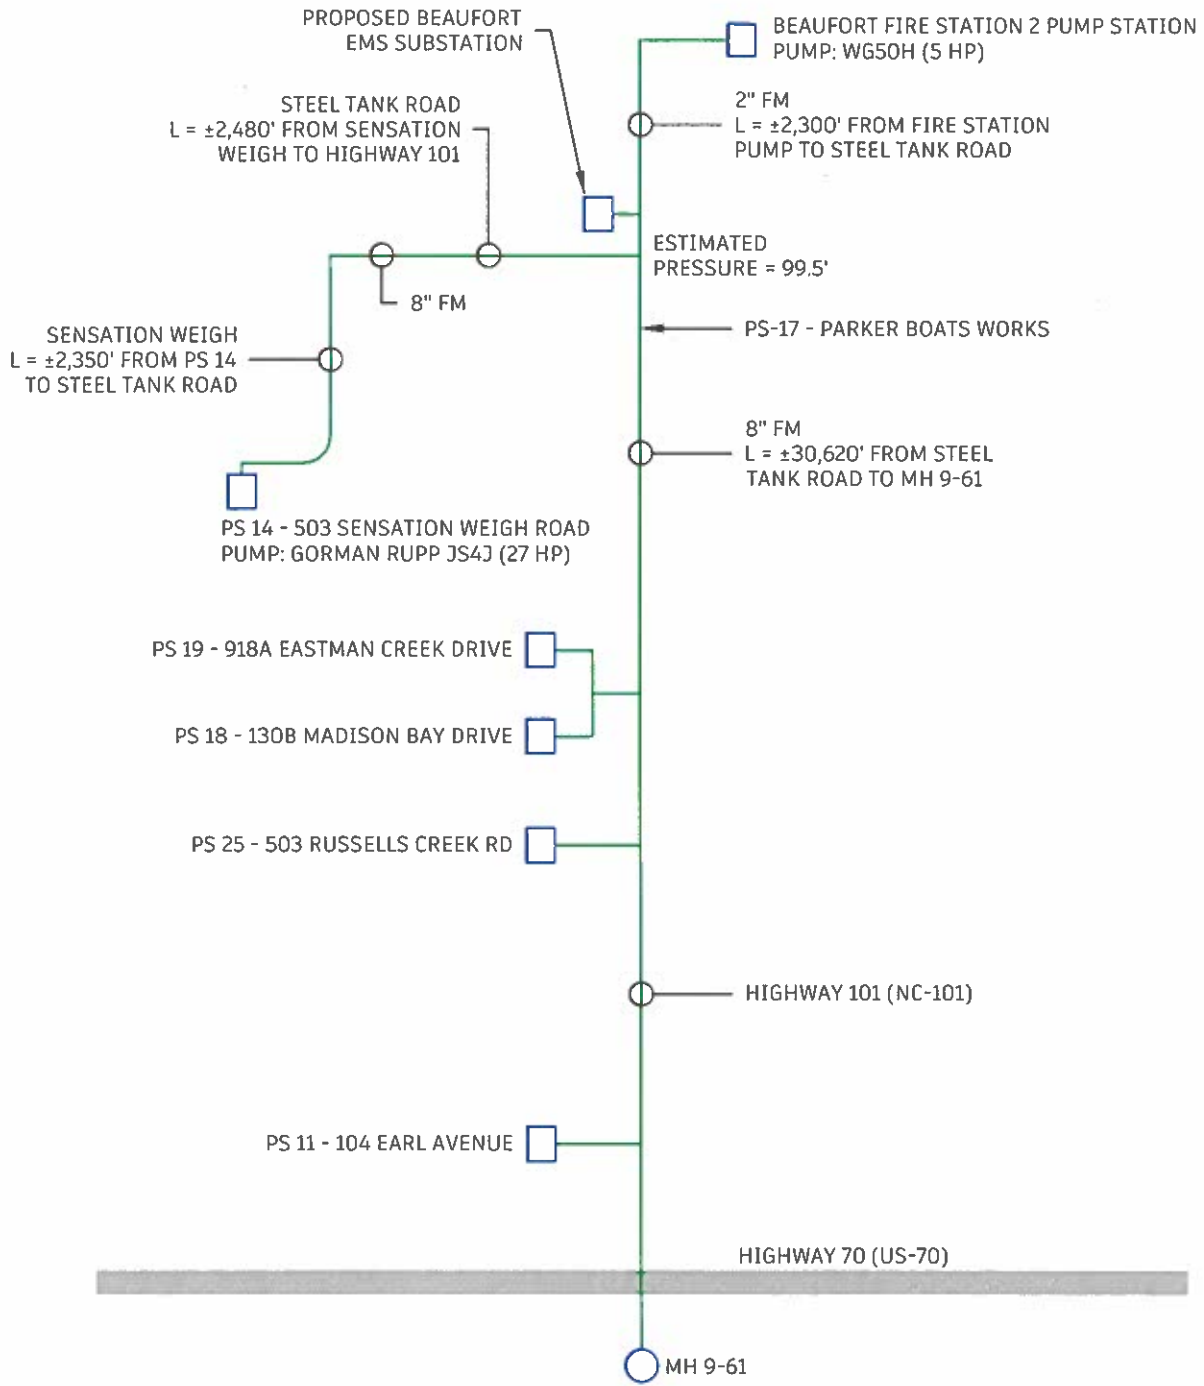 PROPOSED BEAUFORT
EMS SUBSTATION
BEAUFORT FIRE STATION 2 PUMP STATION
PUMP: WG50H (5 HP)
STEEL TANK ROAD
L = ±2,480' FROM SENSATION
WEIGH TO HIGHWAY 101
2" FM
L = ±2,300' FROM FIRE STATION
PUMP TO STEEL TANK ROAD
ESTIMATED
PRESSURE = 99.5'
8" FM
PS-17 - PARKER BOATS WORKS
SENSATION WEIGH
L = ±2,350' FROM PS 14
TO STEEL TANK ROAD
8" FM
L = ±30,620' FROM STEEL
TANK ROAD TO MH 9-61
PS 14 - 503 SENSATION WEIGH ROAD
PUMP: GORMAN RUPP JS4J (27 HP)
PS 19 - 918A EASTMAN CREEK DRIVE
PS 18 - 130B MADISON BAY DRIVE
PS 25 - 503 RUSSELLS CREEK RD
HIGHWAY 101 (NC-101)
PS 11 - 104 EARL AVENUE
HIGHWAY 70 (US-70)
MH 9-61